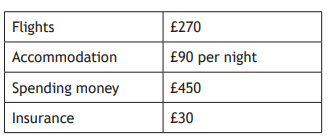 Flights £270
Accommodation £90 per night
Spending money £450
Insurance £30